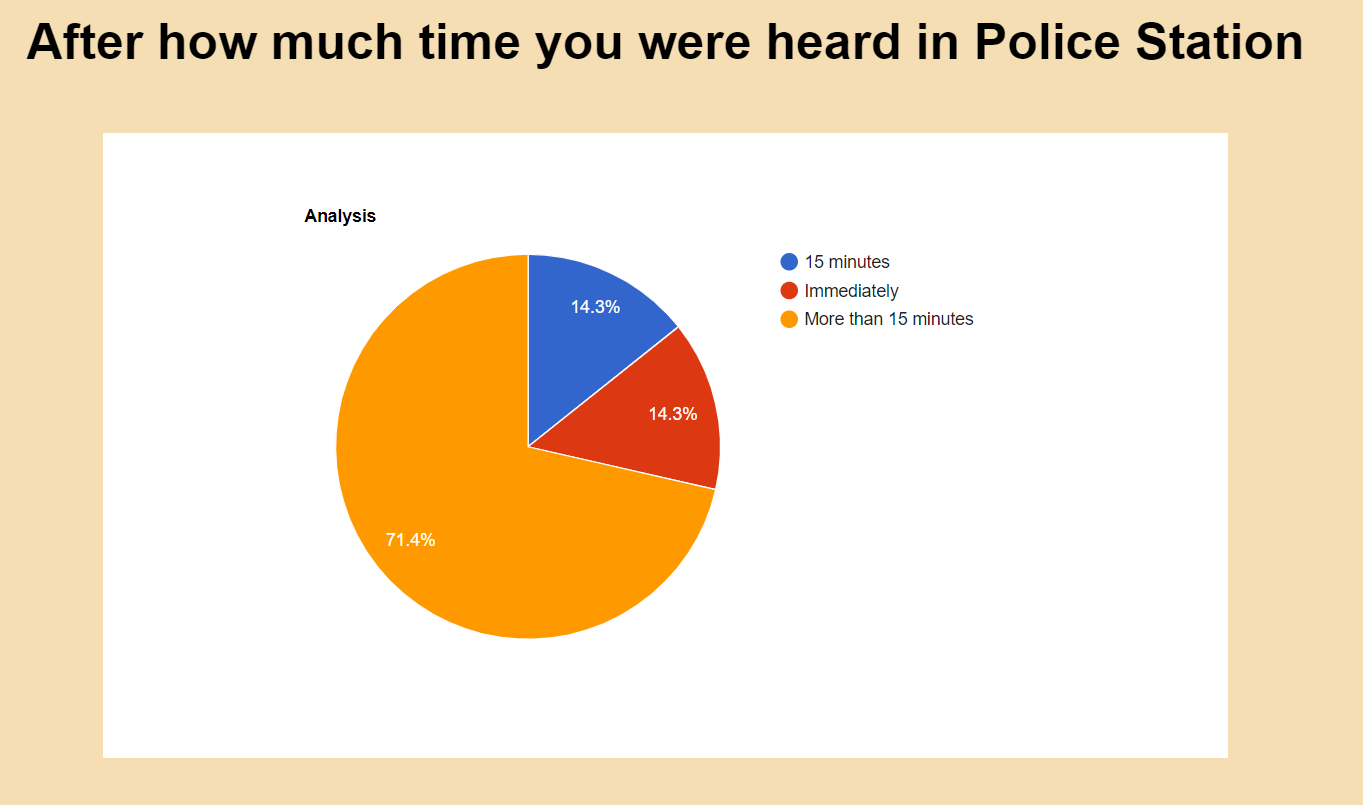 After how much time you were heard in Police Station
Analysis
15 minutes
Immediately
More than 15 minutes
14.3%
14.3%
71.4%